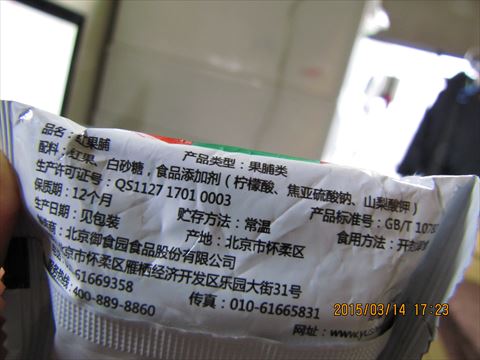 品名：红果脯 产品类型：果脯类
配料：红果、白砂糖，食品添加剂（柠檬酸、焦亚硫酸钠、山梨酸钾）
生产许可证号：QS1127 1701 0003 产品标准号：GB/T 1078
保质期：12个月 贮存方法：常温 食用方法：开
生产日期：见包装 产地：北京市怀柔区
北京御食园食品股份有限公司
北京市怀柔区雁栖经济开发区乐园大街31号
61669358 传真：010-61665831
400-889-8860 网址：www.yus
2015/03/14 17:23